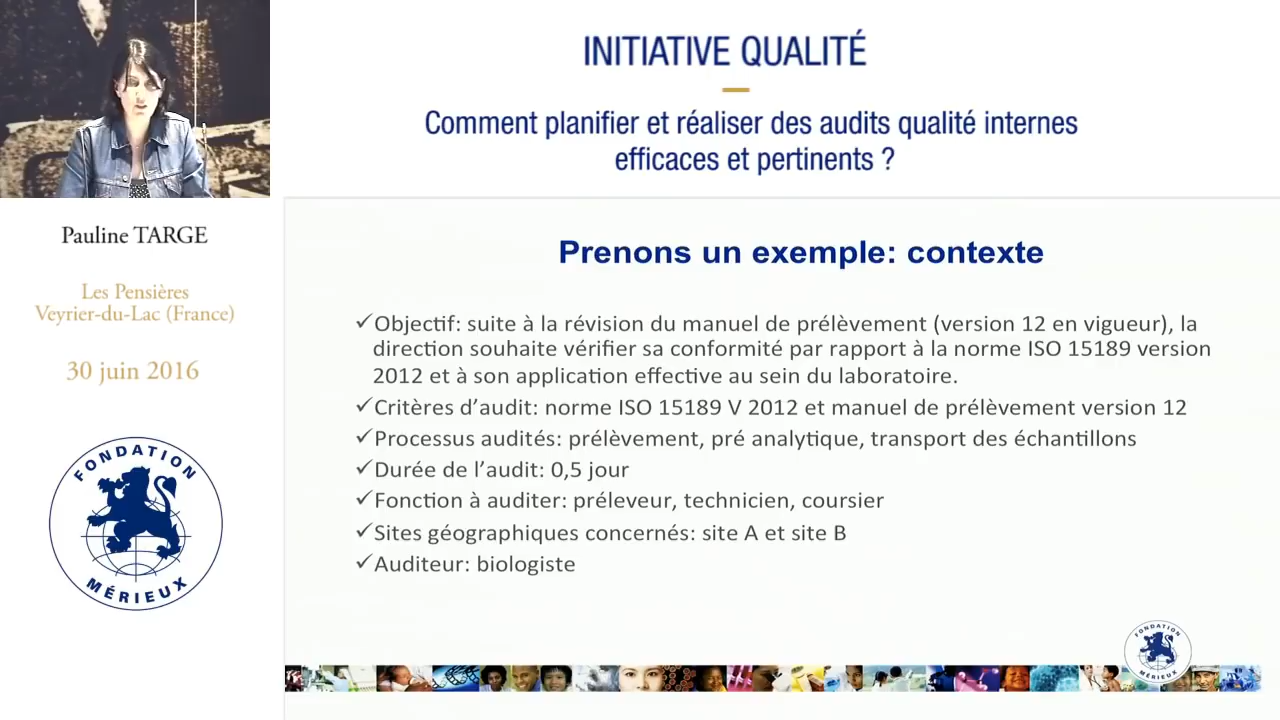 INITIATIVE QUALITÉ
Comment planifier et réaliser des audits qualité internes
efficaces et pertinents ?
Pauline TARGE
Les Pensières
Veyrier-du-Lac (France)
30 juin 2016
FONDATION
MÉRIEUX
Prenons un exemple: contexte
✓Objectif: suite à la révision du manuel de prélèvement (version 12 en vigueur), la
direction souhaite vérifier sa conformité par rapport à la norme ISO 15189 version
2012 et à son application effective au sein du laboratoire.
✓Critères d’audit: norme ISO 15189 V 2012 et manuel de prélèvement version 12
✓Processus audités: prélèvement, pré analytique, transport des échantillons
✓Durée de l’audit: 0,5 jour
✓Fonction à auditer: préleveur, technicien, coursier
✓Sites géographiques concernés: site A et site B
✓Auditeur: biologiste
FONDATION
MÉRIEUX